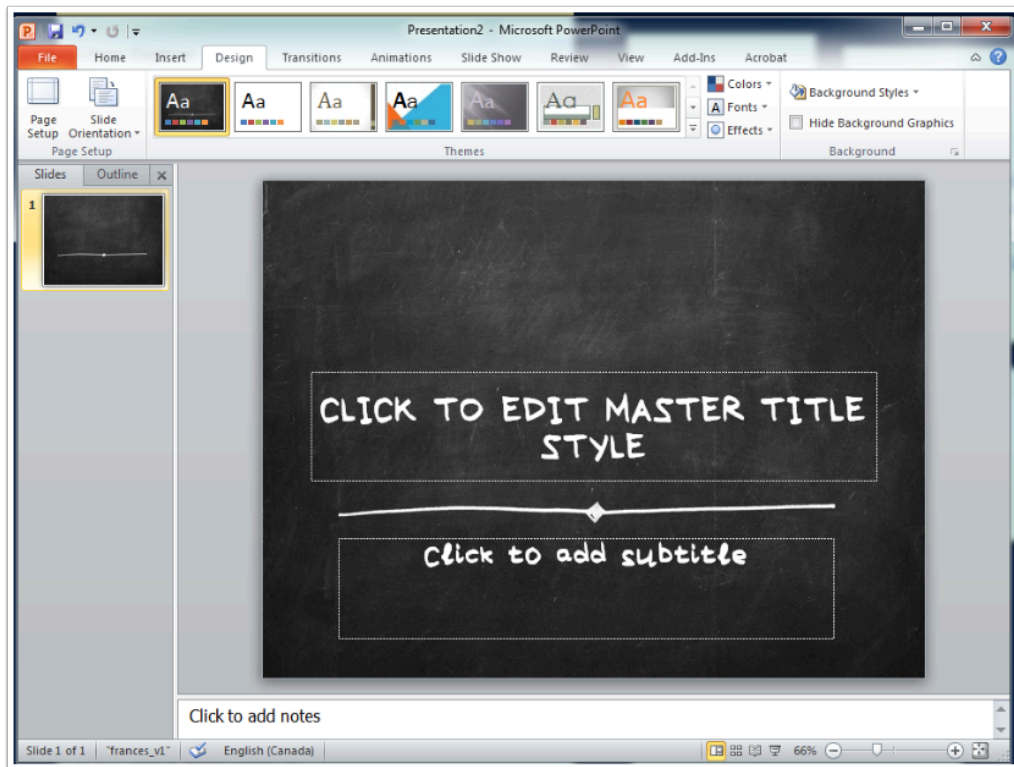 Presentation2 - Microsoft PowerPoint
File Home Insert Design Transitions Animations Slide Show Review View Add-Ins Acrobat
Page Setup
Slide Orientation
Aa Aa Aa Aa Aa Aa Aa
Colors
Fonts
Effects
Background Styles
Hide Background Graphics
Page Setup Themes Background
Slides Outline
1
CLICK TO EDIT MASTER TITLE
STYLE
Click to add subtitle
Click to add notes
Slide 1 of 1 "frances_v1" English (Canada) 66%